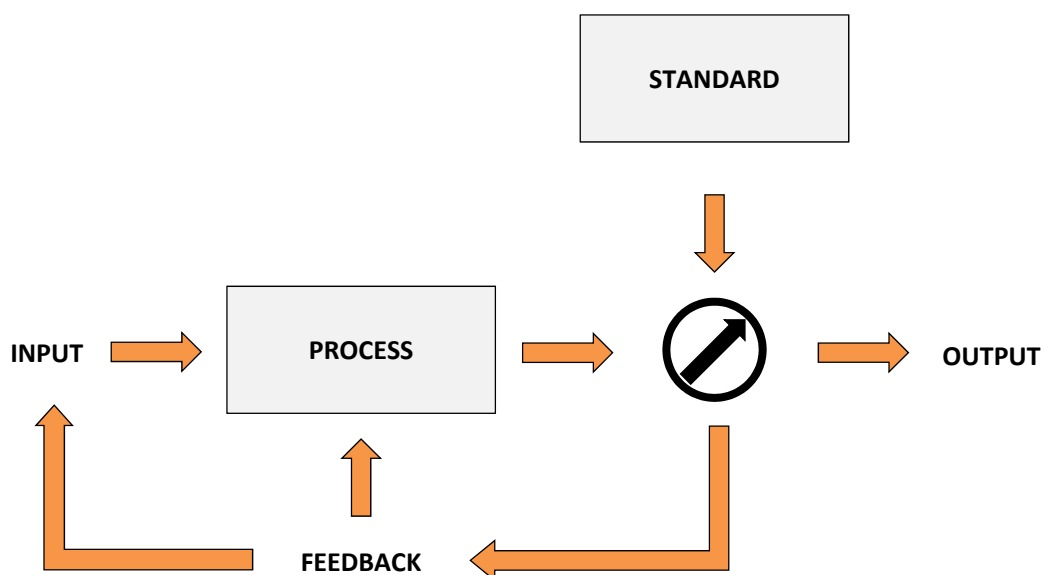 STANDARD
INPUT
PROCESS
OUTPUT
FEEDBACK